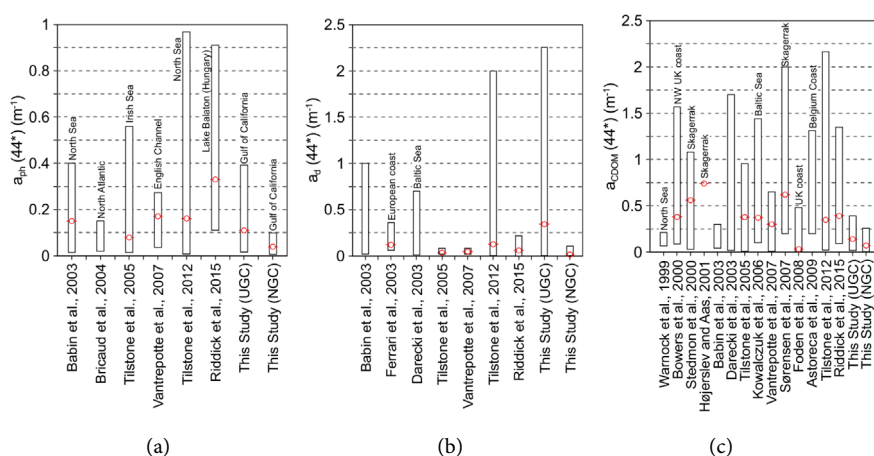 a_ph (44*) (m⁻¹)
1
0.8
0.6
0.4
0.2
0
North Sea
North Atlantic
Irish Sea
English Channel
North Sea
Lake Balaton (Hungary)
Gulf of California
Gulf of California
Babin et al., 2003
Bricaud et al., 2004
Tilstone et al., 2005
Vantrepotte et al., 2007
Tilstone et al., 2012
Riddick et al., 2015
This Study (UGC)
This Study (NGC)
(a)
a_d (44*) (m⁻¹)
2.5
2
1.5
1
0.5
0
European coast
Baltic Sea
Babin et al., 2003
Ferrari et al., 2003
Darecki et al., 2003
Tilstone et al., 2005
Vantrepotte et al., 2007
Tilstone et al., 2012
Riddick et al., 2015
This Study (UGC)
This Study (NGC)
(b)
a_CDOM (44*) (m⁻¹)
2.5
2
1.5
1
0.5
0
North Sea
NW UK coast
Skagerrak
Skagerrak
Baltic Sea
Skagerrak
UK coast
Belgium Coast
Warnock et al., 1999
Bowers et al., 2000
Stedmon et al., 2000
Højerslev and Aas, 2001
Babin et al., 2003
Darecki et al., 2003
Tilstone et al., 2005
Kowalczuk et al., 2006
Vantrepotte et al., 2007
Sørensen et al., 2007
Foden et al., 2008
Astoreca et al., 2009
Tilstone et al., 2012
Riddick et al., 2015
This Study (UGC)
This Study (NGC)
(c)